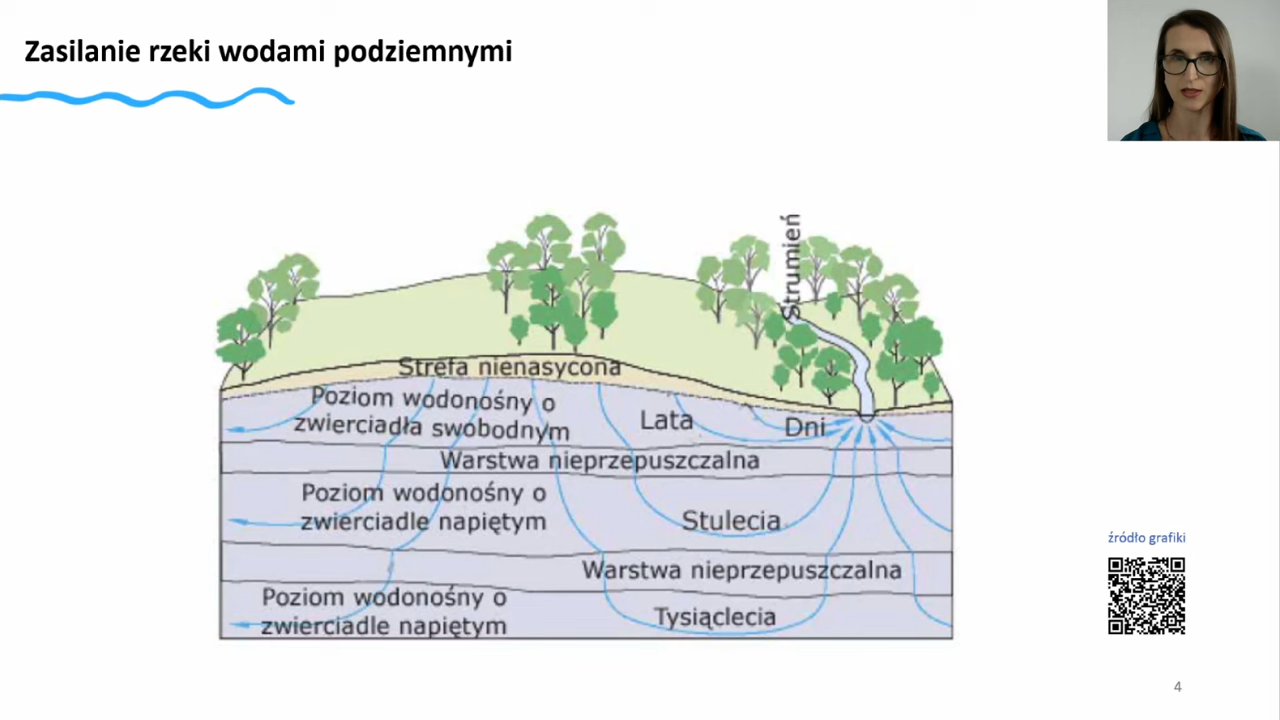 Zasilanie rzeki wodami podziemnymi
Strumień
Strefa nienasycona
Poziom wodonośny o
zwierciadła swobodnym
Lata
Dni
Warstwa nieprzepuszczalna
Poziom wodonośny o
zwierciadle napiętym
Stulecia
Warstwa nieprzepuszczalna
Poziom wodonośny o
zwierciadle napiętym
Tysiąclecia
źródło grafiki
4